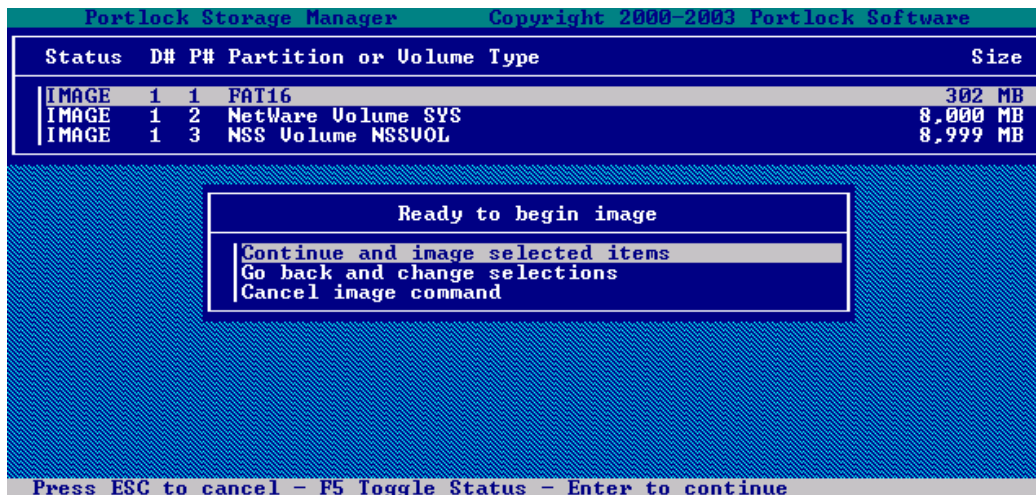 Portlock Storage Manager Copyright 2000-2003 Portlock Software
Status D# P# Partition or Volume Type Size
IMAGE 1 1 FAT16 302 MB
IMAGE 1 2 NetWare Volume SYS 8,000 MB
IMAGE 1 3 NSS Volume NSSVOL 8,999 MB
Ready to begin image
Continue and image selected items
Go back and change selections
Cancel image command
Press ESC to cancel - F5 Toggle Status - Enter to continue